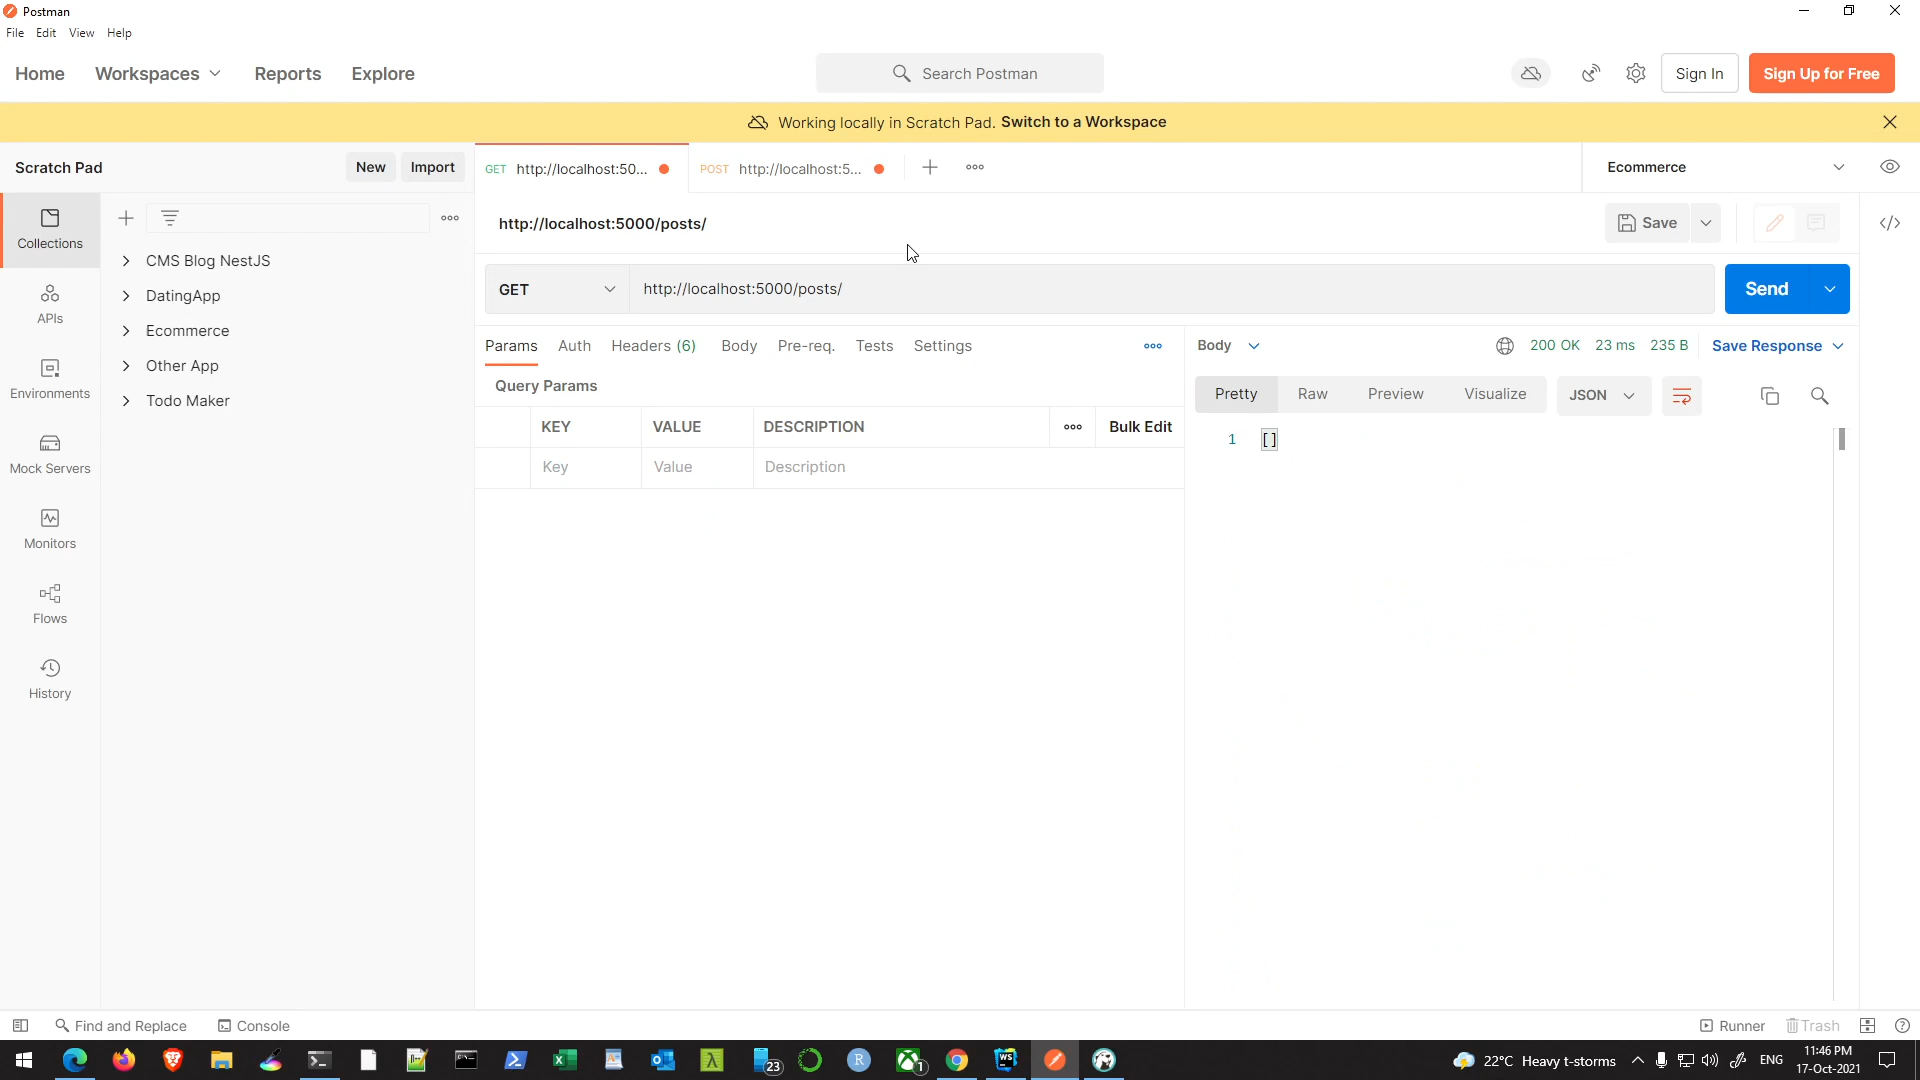 Postman
File Edit View Help
Home Workspaces Reports Explore
Search Postman
Sign In
Sign Up for Free
Working locally in Scratch Pad. Switch to a Workspace
Scratch Pad
New
Import
GET http://localhost:50...
POST http://localhost:5...
Ecommerce
Collections
APIs
Environments
Mock Servers
Monitors
Flows
History
CMS Blog NestJS
DatingApp
Ecommerce
Other App
Todo Maker
http://localhost:5000/posts/
Save
GET
http://localhost:5000/posts/
Send
Params Auth Headers (6) Body Pre-req. Tests Settings
Query Params
KEY VALUE DESCRIPTION Bulk Edit
Key Value Description
Body
200 OK 23 ms 235 B Save Response
Pretty Raw Preview Visualize JSON
1 []
Find and Replace
Console
Runner
Trash
WS
23
R
1
22°C Heavy t-storms
ENG
11:46 PM
17-Oct-2021